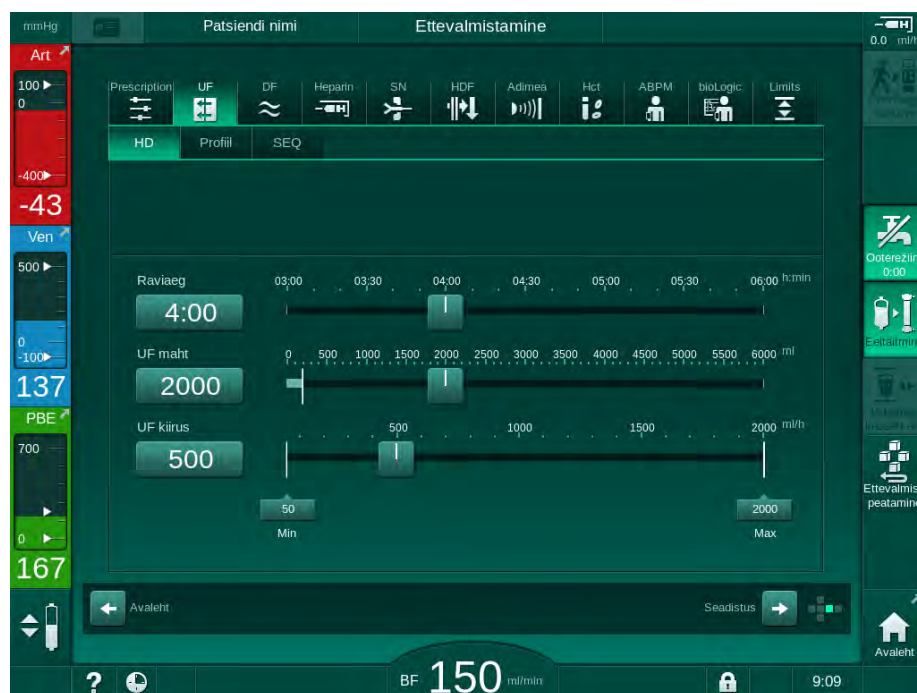 mmHg
Patsiendi nimi
Ettevalmistamine
0.0 ml/h
Art
100
0
-400
-43
Ven
500
0
-100
137
PBE
700
0
167
Prescription UF DF Heparin SN HDF Adimea Hct ABPM bioLogic Limits
HD Profiil SEQ
Raviaeg
4:00
03:00 03:30 04:00 04:30 05:00 05:30 06:00 h:min
UF maht
2000
0 500 1000 1500 2000 2500 3000 3500 4000 4500 5000 5500 6000 ml
UF kiirus
500
500 1000 1500 2000 ml/h
50
Min
2000
Max
Ooterežiim
0:00
Eeltäitmine
Ettevalmis
peatamine
Avaleht
Seadistus
Avaleht
?
BF 150 ml/min
9:09